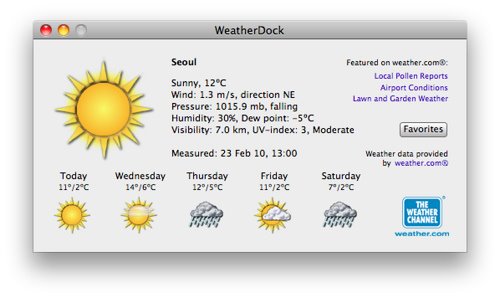 WeatherDock
Seoul
Sunny, 12°C
Wind: 1.3 m/s, direction NE
Pressure: 1015.9 mb, falling
Humidity: 30%, Dew point: -5°C
Visibility: 7.0 km, UV-index: 3, Moderate
Measured: 23 Feb 10, 13:00
Featured on weather.com®:
Local Pollen Reports
Airport Conditions
Lawn and Garden Weather
Favorites
Weather data provided
by weather.com®
Today Wednesday Thursday Friday Saturday
11°/2°C 14°/6°C 12°/5°C 11°/2°C 7°/2°C
THE
WEATHER
CHANNEL
weather.com